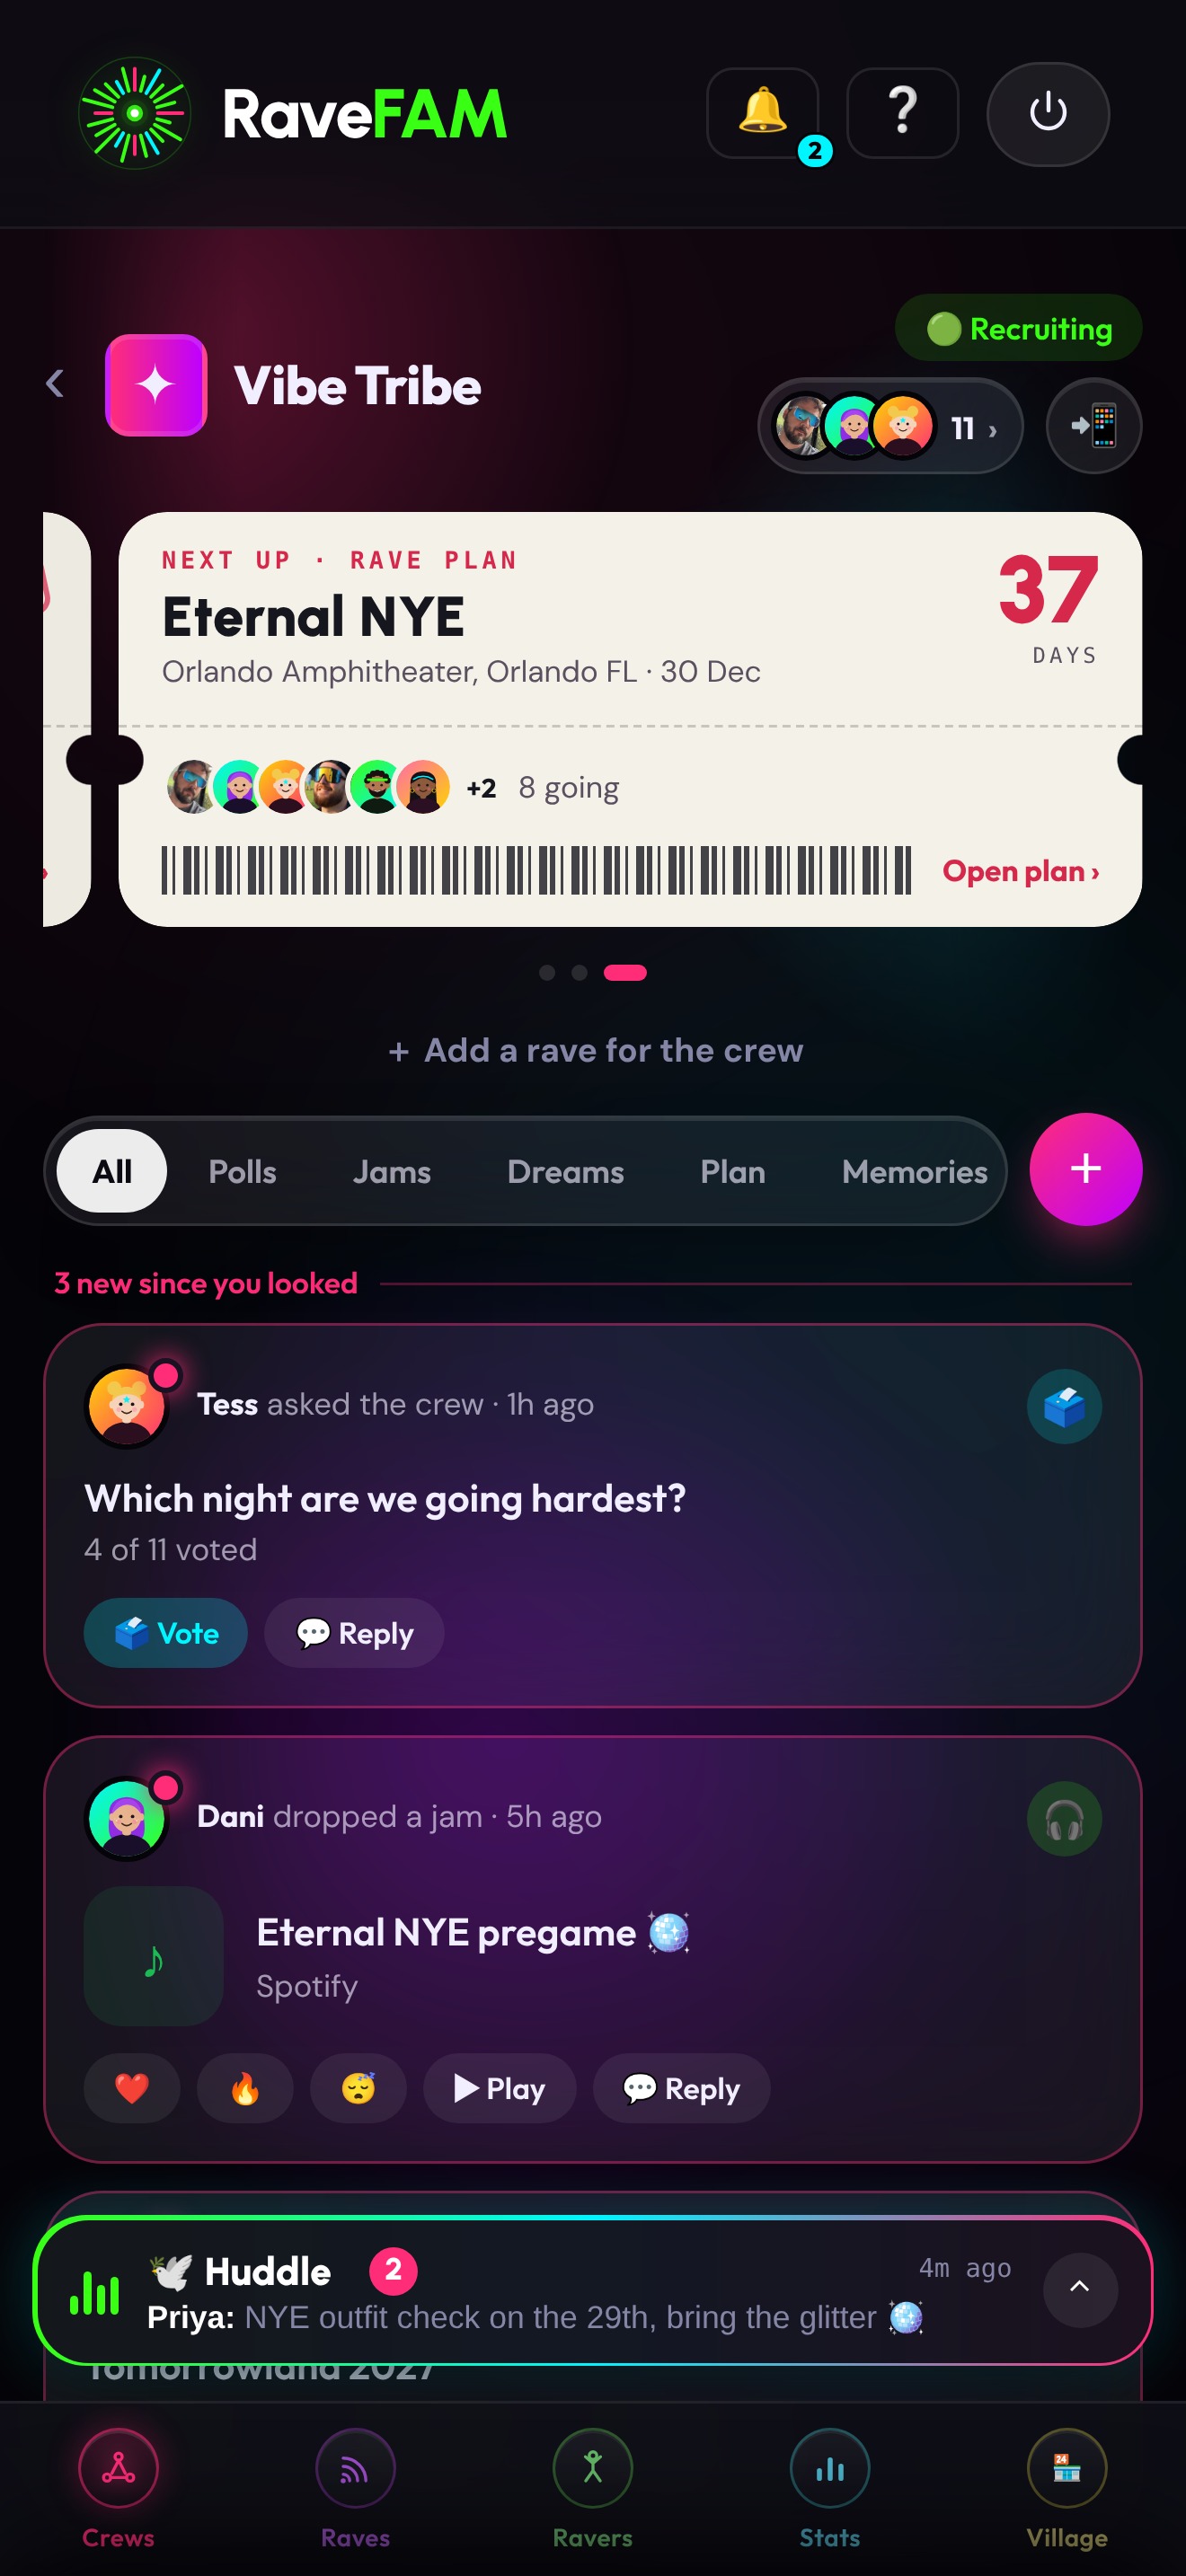 RaveFAM
2
Recruiting
Vibe Tribe
11 ›
NEXT UP · RAVE PLAN
37
Eternal NYE
DAYS
Orlando Amphitheater, Orlando FL · 30 Dec
+2 8 going
Open plan ›
+ Add a rave for the crew
All Polls Jams Dreams Plan Memories +
3 new since you looked
Tess asked the crew · 1h ago
Which night are we going hardest?
4 of 11 voted
Vote Reply
Dani dropped a jam · 5h ago
Eternal NYE pregame
Spotify
Play Reply
Huddle 2 4m ago
Priya: NYE outfit check on the 29th, bring the glitter
Tomorrowland 2027
Crews Raves Ravers Stats Village